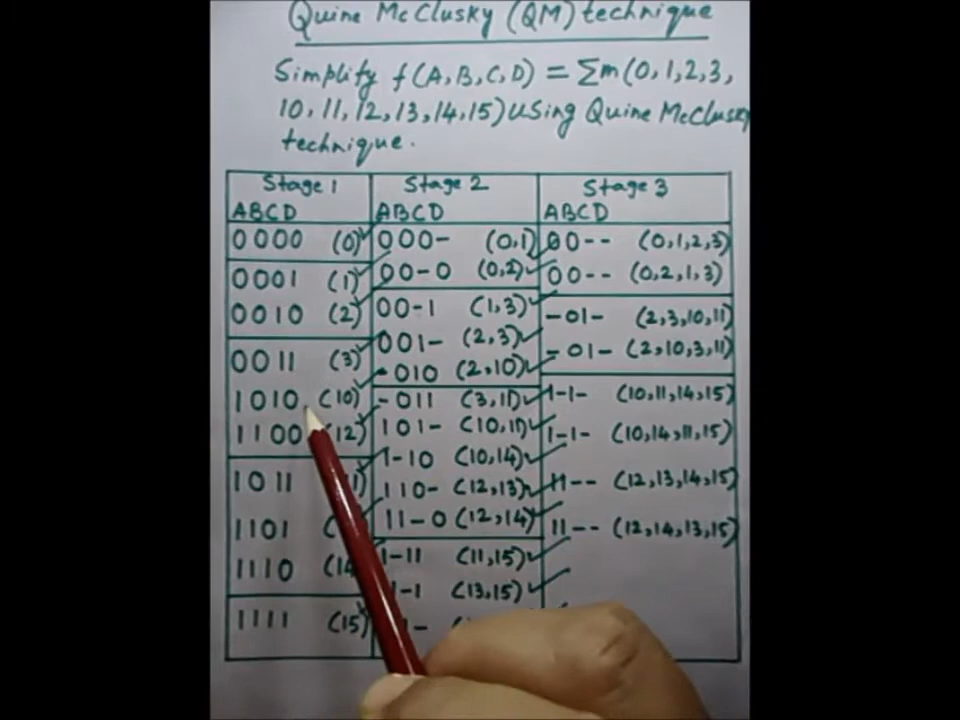 Quine McClusky (QM) technique
Simplify f(A,B,C,D) = Σm(0,1,2,3,
10,11,12,13,14,15) using Quine McClusky
technique.
Stage 1 Stage 2 Stage 3
ABCD ABCD ABCD
0000 (0) 000- (0,1) 00-- (0,1,2,3)
0001 (1) 00-0 (0,2) 00-- (0,2,1,3)
0010 (2) 00-1 (1,3) -01- (2,3,10,11)
0011 (3) 001- (2,3) -01- (2,10,3,11)
1010 (10) -010 (2,10) 1-1- (10,11,14,15)
1100 (12) -011 (3,11) 1-1- (10,14,11,15)
1011 101- (10,11) 11-- (12,13,14,15)
1101 1-10 (10,14) 11-- (12,14,13,15)
1110 (14 110- (12,13)
1111 (15) 11-0 (12,14)
1-11 (11,15)
-1 (13,15)